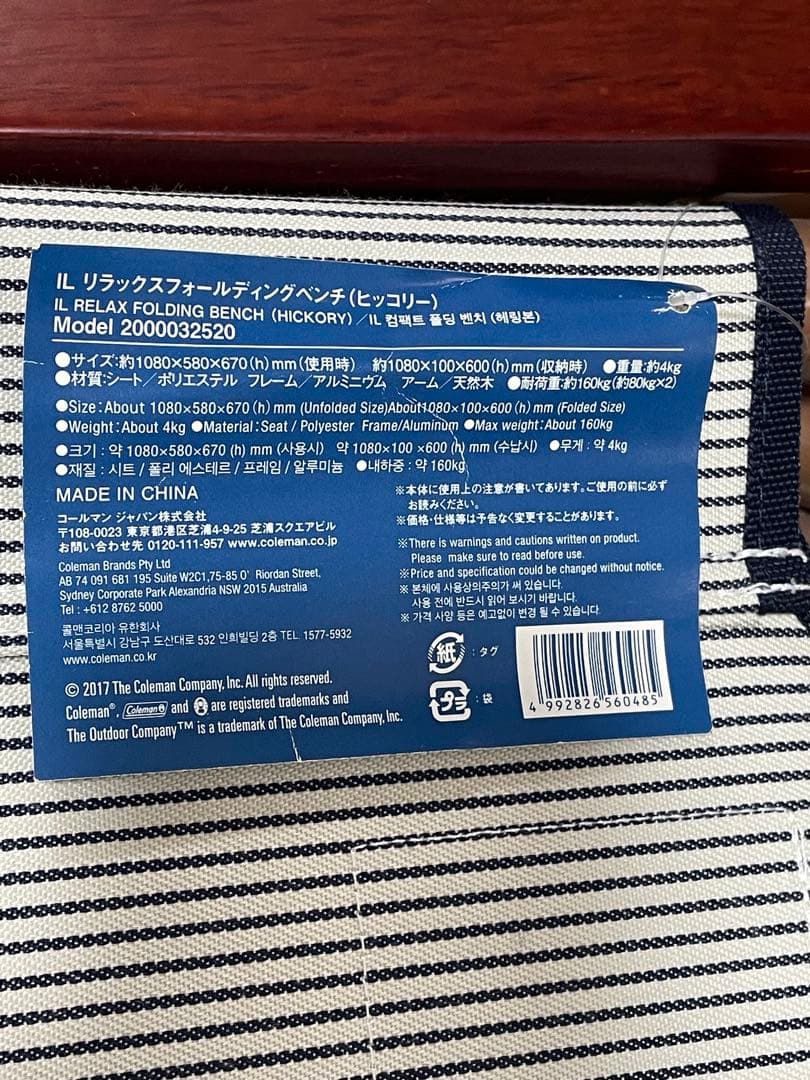 IL リラックスフォールディングベンチ(ヒッコリー)
IL RELAX FOLDING BENCH (HICKORY)/IL 컴팩트 폴딩 벤치 (헤링본)
Model 2000032520
●サイズ:約1080×580×670(h)mm(使用時) 約1080×100×600(h)mm(収納時) ●重量:約4kg
●材質:シート/ポリエステル フレーム/アルミニウム アーム/天然木 ●耐荷重:約160kg(約80kg×2)
●Size: About 1080×580×670(h)mm (Unfolded Size)About1080×100×600(h)mm (Folded Size)
●Weight: About 4kg ●Material: Seat / Polyester Frame/Aluminum ●Max weight: About 160kg
●크기 : 약 1080×580×670(h)mm (사용시) 약 1080×100 ×600(h)mm (수납시) ●무게 : 약 4kg
●재질 : 시트 / 폴리 에스테르 / 프레임 / 알루미늄 ●내하중 : 약 160kg
MADE IN CHINA
コールマン ジャパン株式会社
〒108-0023 東京都港区芝浦4-9-25 芝浦スクエアビル
お問い合わせ先 0120-111-957 www.coleman.co.jp
Coleman Brands Pty Ltd
AB 74 091 681 195 Suite W2C1,75-85 O' Riordan Street,
Sydney Corporate Park Alexandria NSW 2015 Australia
Tel : +612 8762 5000
콜맨코리아 유한회사
서울특별시 강남구 도산대로 532 인희빌딩 2층 TEL 1577-5932
www.coleman.co.kr
© 2017 The Coleman Company, Inc. All rights reserved.
Coleman®, Coleman and are registered trademarks and
The Outdoor Company™ is a trademark of The Coleman Company, Inc.
※本体に使用上の注意が書いてあります。ご使用の前に必ず
お読みください。
※価格・仕様等は予告なく変更することがあります。
※There is warnings and cautions written on product.
Please make sure to read before use.
※Price and specification could be changed without notice.
※ 본체에 사용상의주의가 써 있습니다.
사용 전에 반드시 읽어 보시기 바랍니다.
※ 가격 사양 등은 예고없이 변경 될 수 있습니다.
紙 : タグ
プラ : 袋
4 992826 560485